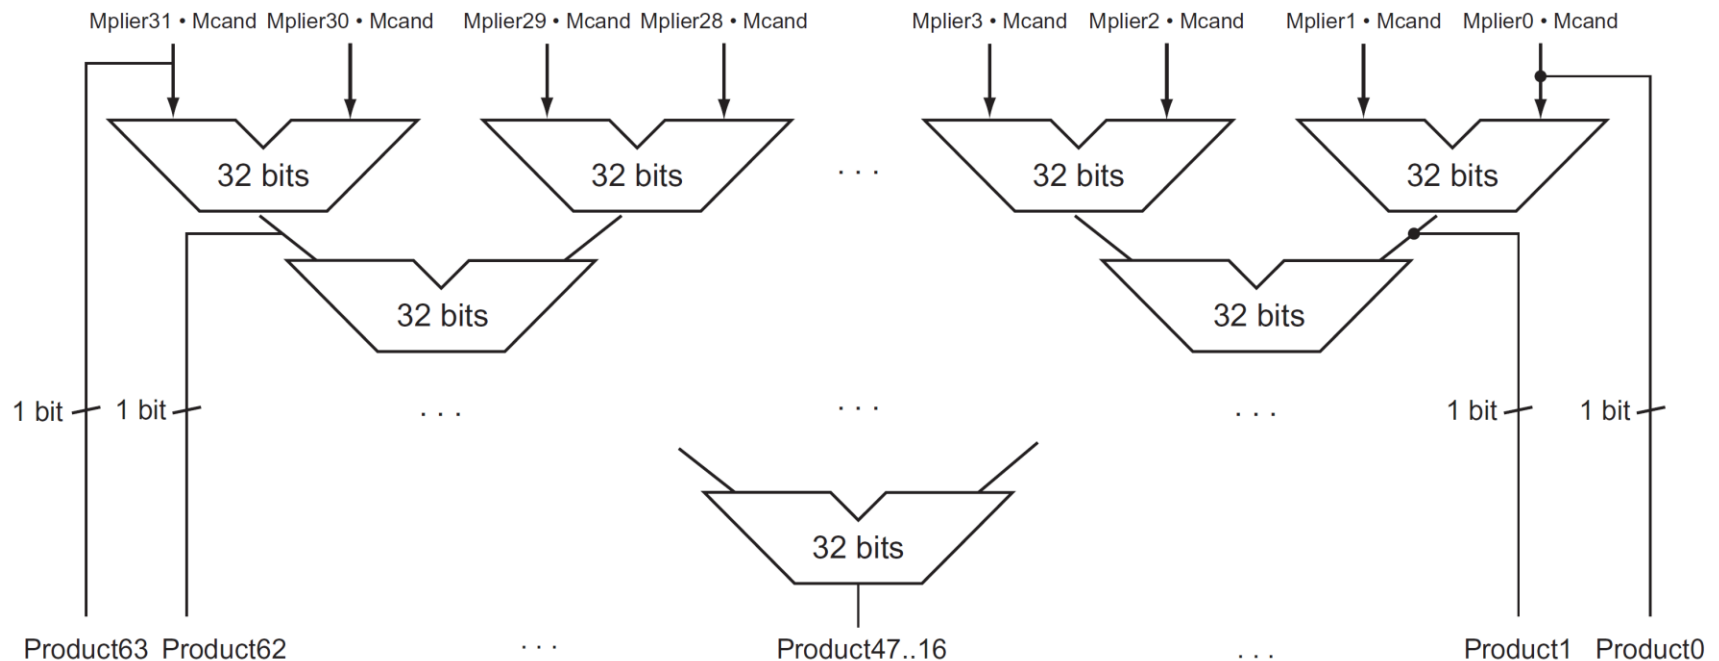 Mplier31 • Mcand Mplier30 • Mcand Mplier29 • Mcand Mplier28 • Mcand Mplier3 • Mcand Mplier2 • Mcand Mplier1 • Mcand Mplier0 • Mcand
32 bits 32 bits . . . 32 bits 32 bits
32 bits 32 bits
1 bit 1 bit . . . . . . . . . 1 bit 1 bit
32 bits
Product63 Product62 . . . Product47..16 . . . Product1 Product0